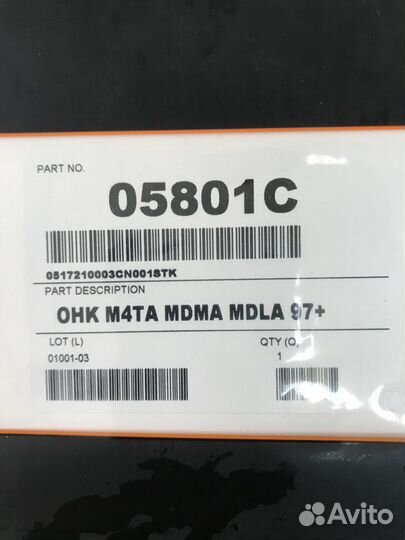 PART NO.
05801C
0517210003CN001STK
PART DESCRIPTION
OHK M4TA MDMA MDLA 97+
LOT (L) QTY (Q)
01001-03 1
Avito